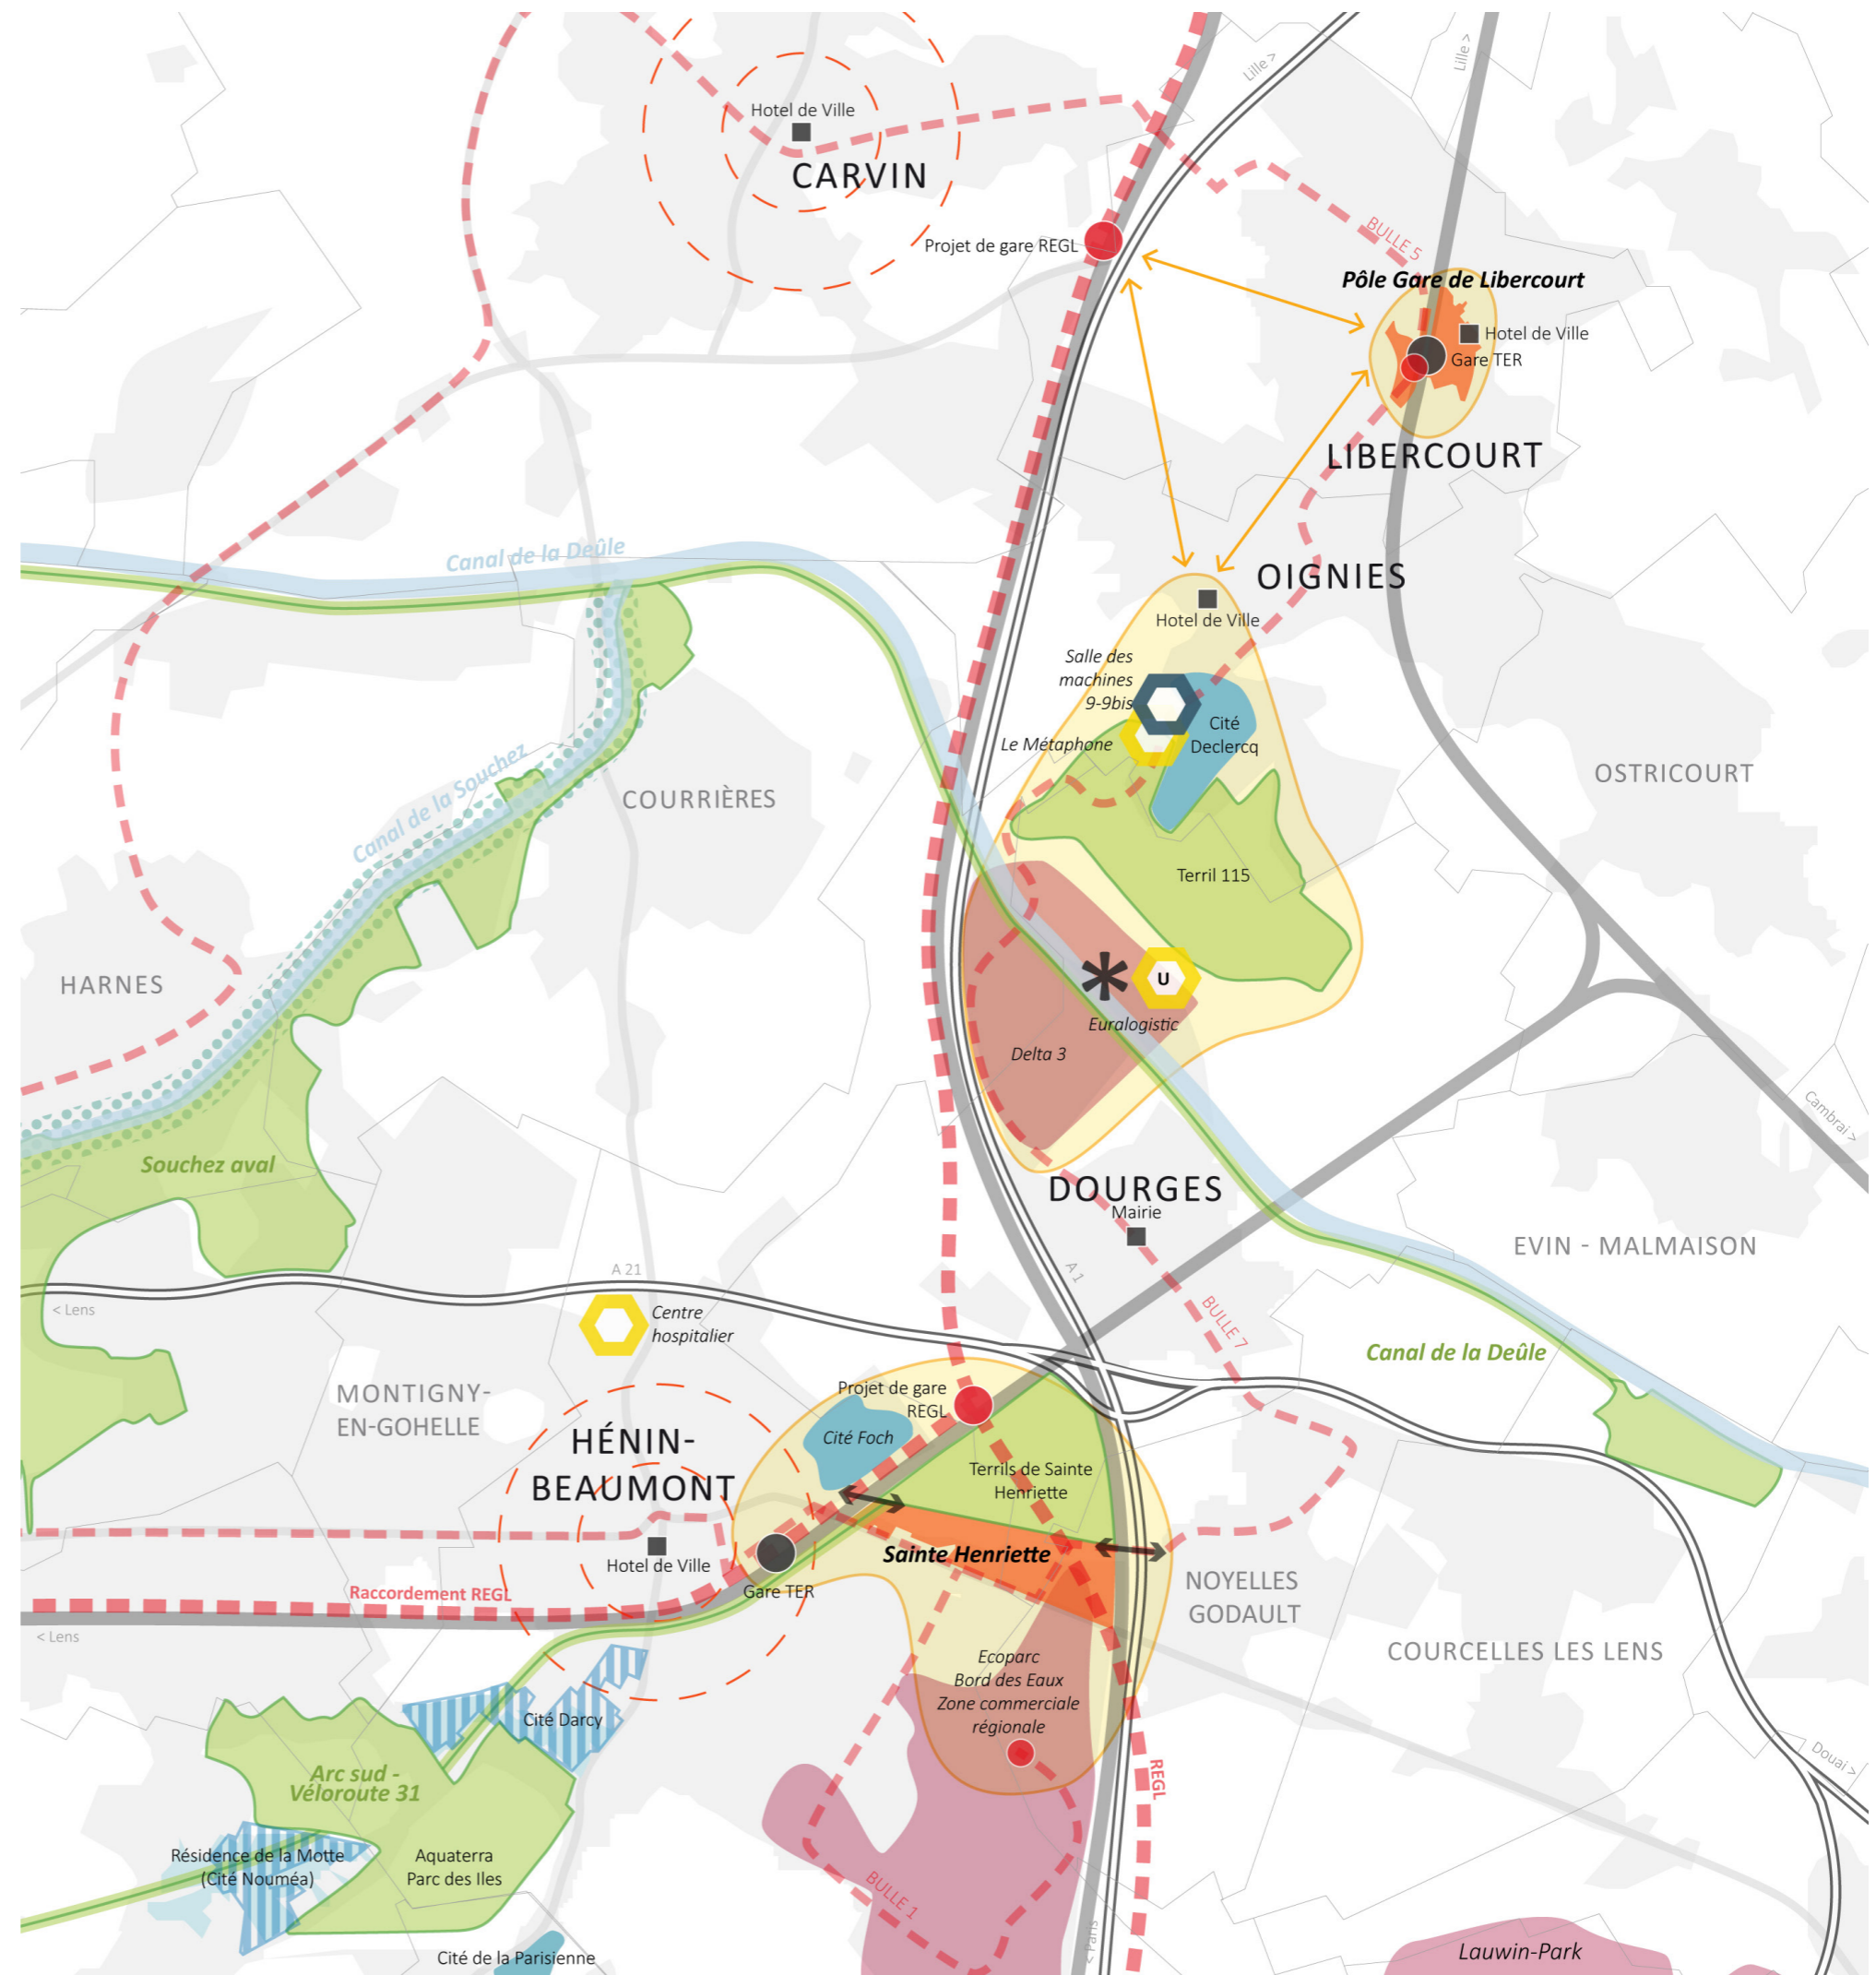 Lille >
Lille >
Hotel de Ville
CARVIN
Projet de gare REGL
BULLE 5
Pôle Gare de Libercourt
Hotel de Ville
Gare TER
LIBERCOURT
Canal de la Deûle
OIGNIES
Hotel de Ville
Salle des
machines
9-9bis
Cité
Declercq
Le Métaphone
Canal de la Souchez
COURRIÈRES
OSTRICOURT
Terril 115
HARNES
U
Euralogistic
Delta 3
Cambrai >
Souchez aval
DOURGES
Mairie
EVIN - MALMAISON
A 21
A 1
< Lens
Centre
hospitalier
BULLE 7
Canal de la Deûle
MONTIGNY-
EN-GOHELLE
Projet de gare
REGL
Cité Foch
HÉNIN-
BEAUMONT
Terrils de Sainte
Henriette
Sainte Henriette
Hotel de Ville
Gare TER
Raccordement REGL
< Lens
NOYELLES
GODAULT
COURCELLES LES LENS
Ecoparc
Bord des Eaux
Zone commerciale
régionale
Cité Darcy
REGL
Douai >
Arc sud -
Véloroute 31
Résidence de la Motte
(Cité Nouméa)
Aquaterra
Parc des Iles
BULLE 1
< Paris
Cité de la Parisienne
Lauwin-Park